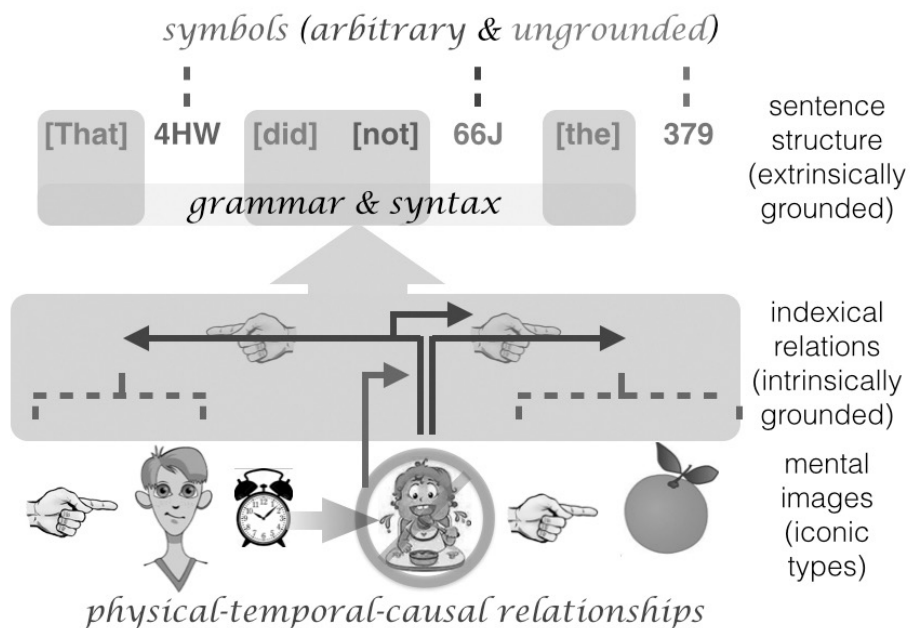 symbols (arbitrary & ungrounded)
[That] 4HW [did] [not] 66J [the] 379
grammar & syntax
sentence
structure
(extrinsically
grounded)
indexical
relations
(intrinsically
grounded)
mental
images
(iconic
types)
physical-temporal-causal relationships